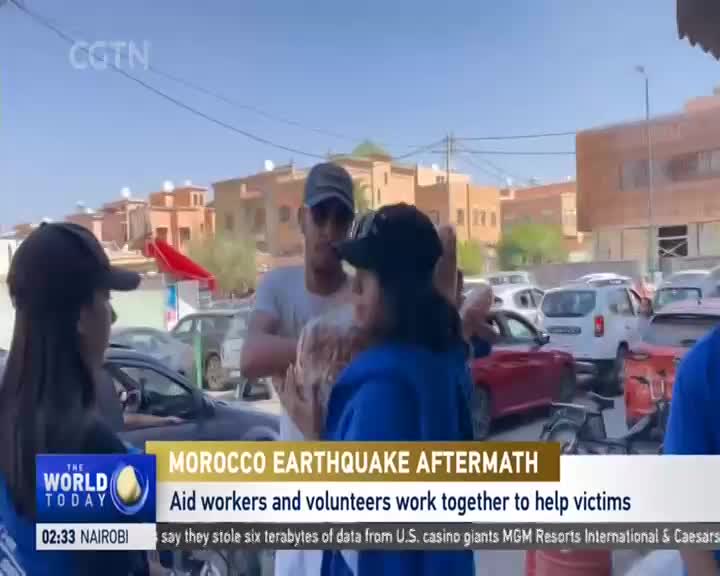 CGTN
MOROCCO EARTHQUAKE AFTERMATH
THE
WORLD
TODAY
Aid workers and volunteers work together to help victims
02:33 NAIROBI
say they stole six terabytes of data from U.S. casino giants MGM Resorts International & Caesars